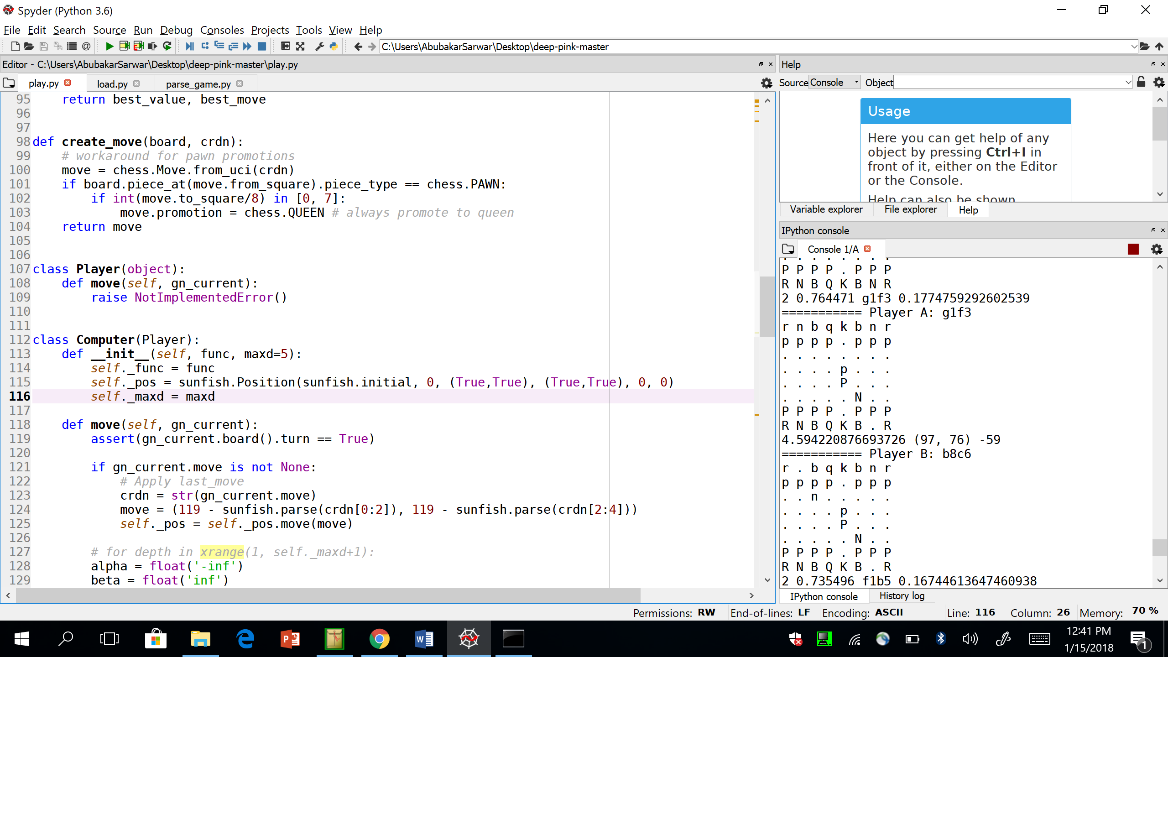 Spyder (Python 3.6)
File Edit Search Source Run Debug Consoles Projects Tools View Help
C:\Users\AbubakarSarwar\Desktop\deep-pink-master
Editor - C:\Users\AbubakarSarwar\Desktop\deep-pink-master\play.py
play.py load.py parse_game.py
95 return best_value, best_move
96
97
98 def create_move(board, crdn):
99 # workaround for pawn promotions
100 move = chess.Move.from_uci(crdn)
101 if board.piece_at(move.from_square).piece_type == chess.PAWN:
102 if int(move.to_square/8) in [0, 7]:
103 move.promotion = chess.QUEEN # always promote to queen
104 return move
105
106
107 class Player(object):
108 def move(self, gn_current):
109 raise NotImplementedError()
110
111
112 class Computer(Player):
113 def __init__(self, func, maxd=5):
114 self._func = func
115 self._pos = sunfish.Position(sunfish.initial, 0, (True,True), (True,True), 0, 0)
116 self._maxd = maxd
117
118 def move(self, gn_current):
119 assert(gn_current.board().turn == True)
120
121 if gn_current.move is not None:
122 # Apply last_move
123 crdn = str(gn_current.move)
124 move = (119 - sunfish.parse(crdn[0:2]), 119 - sunfish.parse(crdn[2:4]))
125 self._pos = self._pos.move(move)
126
127 # for depth in xrange(1, self._maxd+1):
128 alpha = float('-inf')
129 beta = float('inf')
Help
Source Console Object
Usage
Here you can get help of any
object by pressing Ctrl+I in
front of it, either on the Editor
or the Console.
Help can also be shown
Variable explorer File explorer Help
IPython console
Console 1/A
. . . . . . . .
P P P P . P P P
R N B Q K B N R
2 0.764471 g1f3 0.1774759292602539
=========== Player A: g1f3
r n b q k b n r
p p p p . p p p
. . . . . . . .
. . . . p . . .
. . . . P . . .
. . . . . N . .
P P P P . P P P
R N B Q K B . R
4.594220876693726 (97, 76) -59
=========== Player B: b8c6
r . b q k b n r
p p p p . p p p
. . n . . . . .
. . . . p . . .
. . . . P . . .
. . . . . N . .
P P P P . P P P
R N B Q K B . R
2 0.735496 f1b5 0.16744613647460938
IPython console History log
Permissions: RW End-of-lines: LF Encoding: ASCII Line: 116 Column: 26 Memory: 70 %
12:41 PM
1/15/2018
1